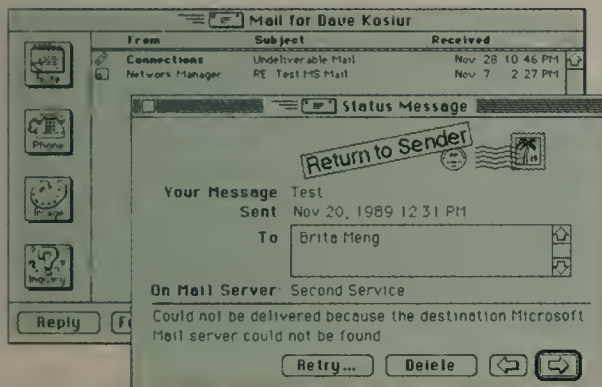 Mail for Dave Kosiur
From Subject Received
Connections Undeliverable Mail Nov 28 10 46 PM
Network Manager RE Test MS Mail Nov 7 2 27 PM
Phone
Image
Inquiry
Reply
Status Message
Return to Sender
Your Message Test
Sent Nov 20, 1989 12 31 PM
To Brita Meng
On Mail Server: Second Service
Could not be delivered because the destination Microsoft
Mail server could not be found
Retry... Delete